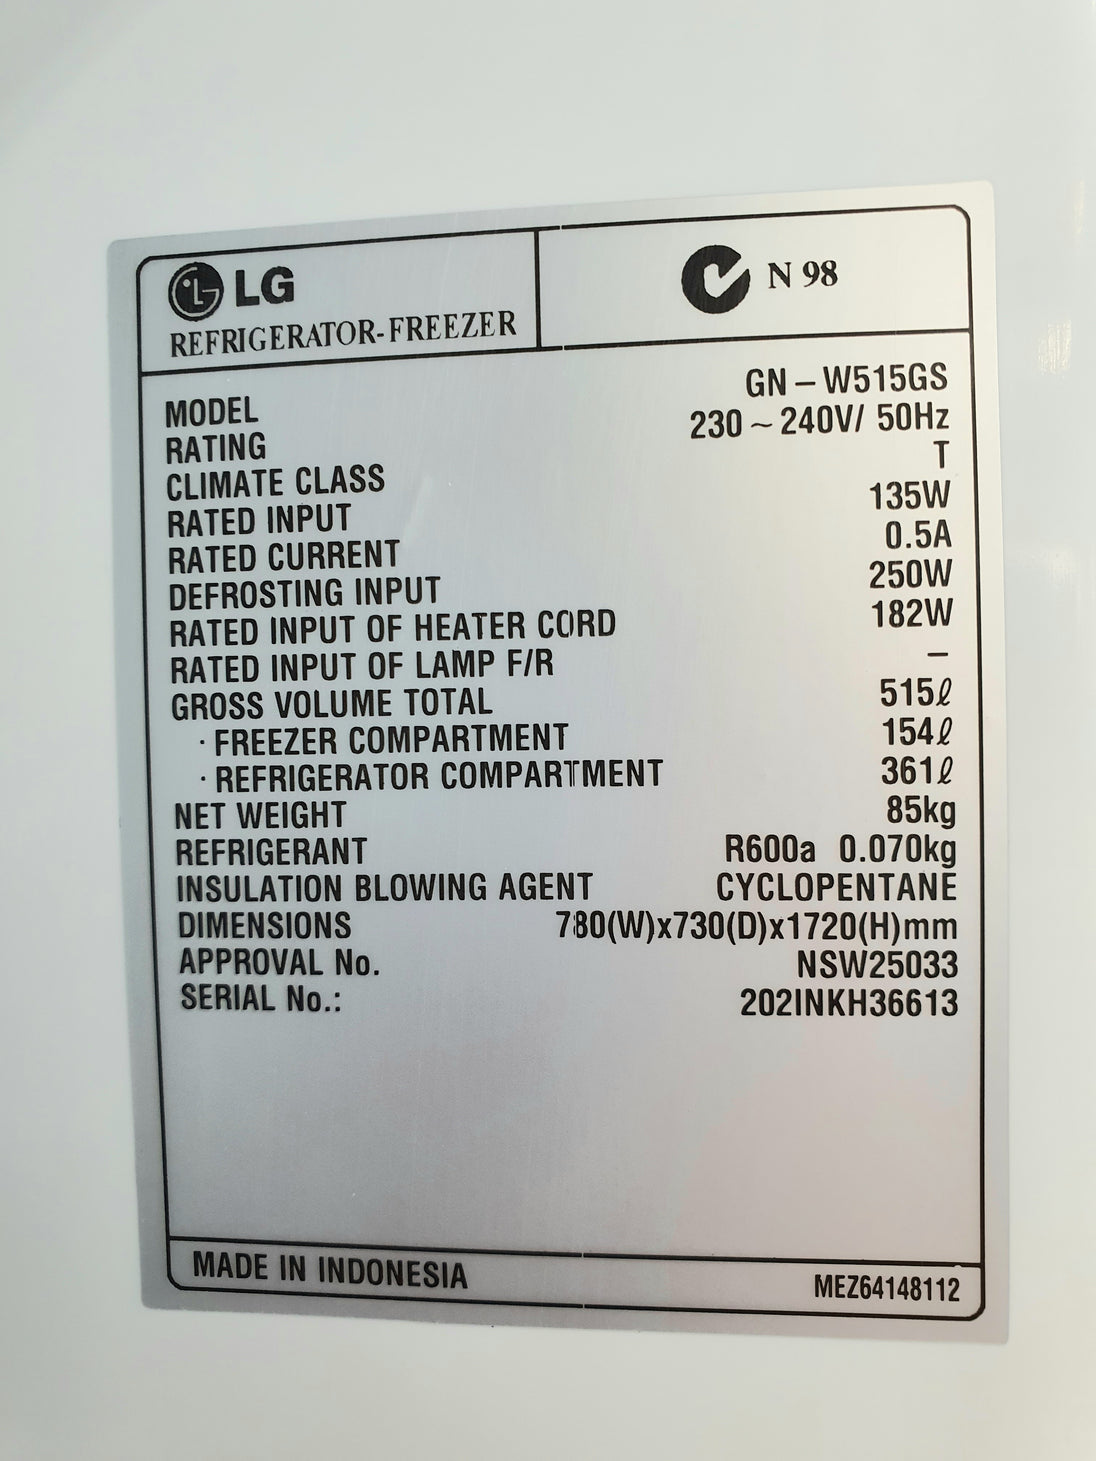 LG
REFRIGERATOR-FREEZER
N 98
MODEL GN-W515GS
RATING 230~240V/ 50Hz
CLIMATE CLASS T
RATED INPUT 135W
RATED CURRENT 0.5A
DEFROSTING INPUT 250W
RATED INPUT OF HEATER CORD 182W
RATED INPUT OF LAMP F/R –
GROSS VOLUME TOTAL 515ℓ
· FREEZER COMPARTMENT 154ℓ
· REFRIGERATOR COMPARTMENT 361ℓ
NET WEIGHT 85kg
REFRIGERANT R600a 0.070kg
INSULATION BLOWING AGENT CYCLOPENTANE
DIMENSIONS 780(W)x730(D)x1720(H)mm
APPROVAL No. NSW25033
SERIAL No.: 202INKH36613
MADE IN INDONESIA
MEZ64148112